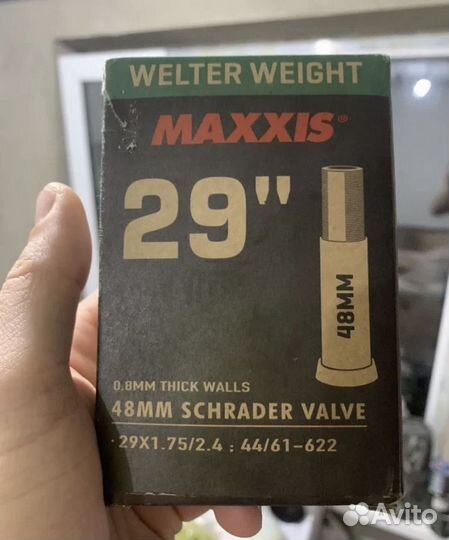 WELTER WEIGHT
MAXXIS®
29"
48MM
0.8MM THICK WALLS
48MM SCHRADER VALVE
29X1.75/2.4 : 44/61-622
Avito